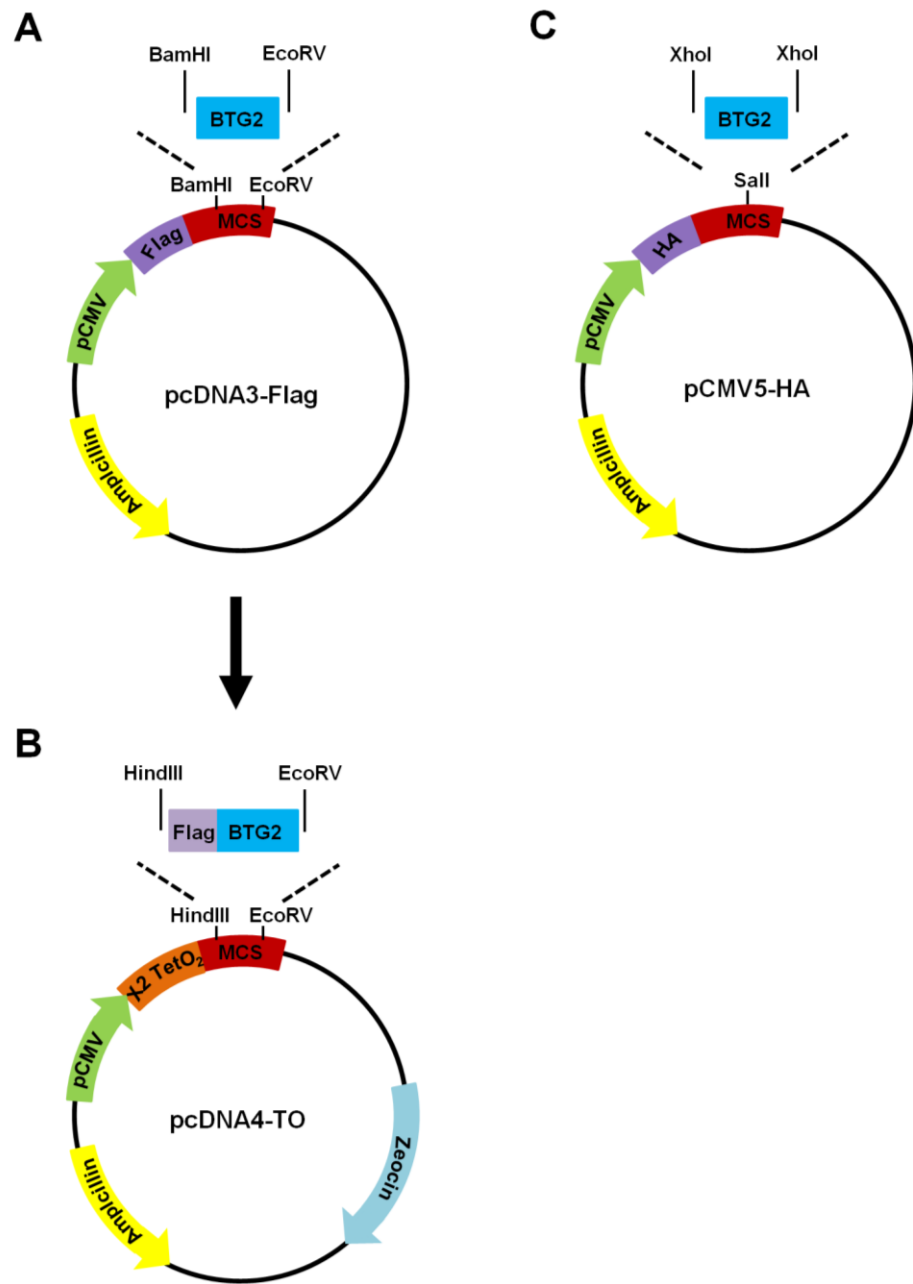 A
BamHI EcoRV
BTG2
BamHI EcoRV
MCS
Flag
pCMV
pcDNA3-Flag
Ampicillin
C
XhoI XhoI
BTG2
SalI
MCS
HA
pCMV
pCMV5-HA
Ampicillin
B
HindIII EcoRV
Flag BTG2
HindIII EcoRV
MCS
X2 TetO₂
pCMV
pcDNA4-TO
Zeocin
Ampicillin